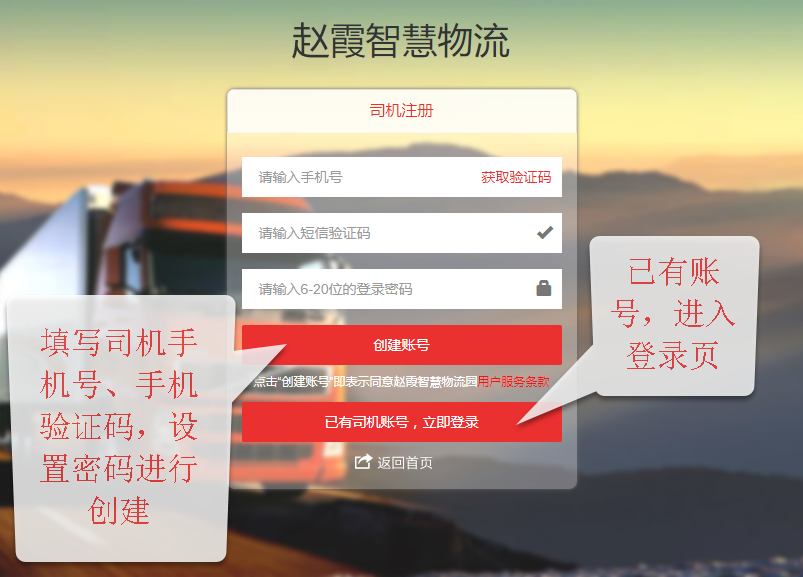 赵霞智慧物流
司机注册
请输入手机号 获取验证码
请输入短信验证码
请输入6-20位的登录密码
创建账号
点击“创建账号”即表示同意赵霞智慧物流园用户服务条款
已有司机账号，立即登录
返回首页
填写司机手
机号、手机
验证码，设
置密码进行
创建
已有账
号，进入
登录页